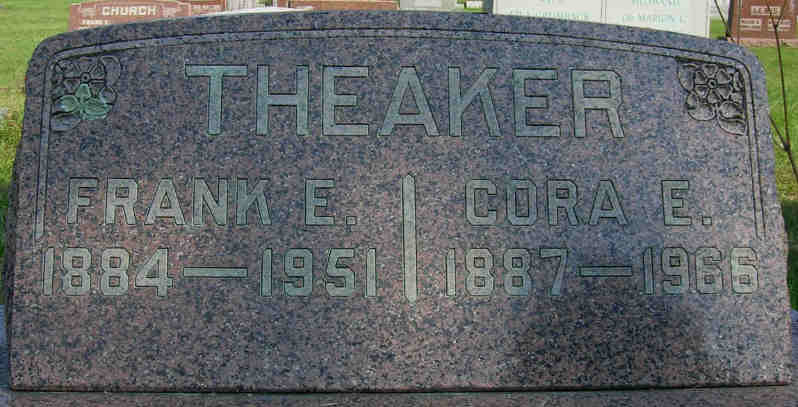 CHURCH
THEAKER
FRANK E.
1884—1951
CORA E.
1887—1966